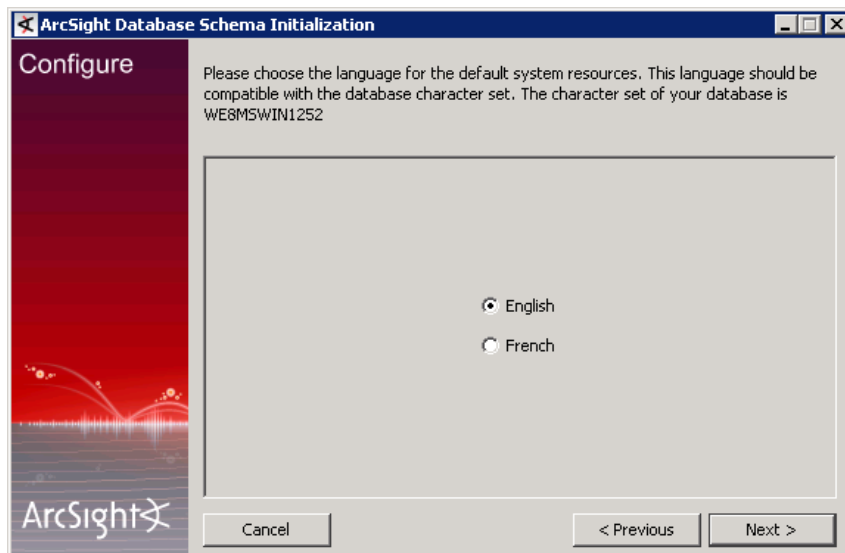 ArcSight Database Schema Initialization
Configure
Please choose the language for the default system resources. This language should be
compatible with the database character set. The character set of your database is
WE8MSWIN1252
English
French
ArcSight
Cancel
< Previous
Next >